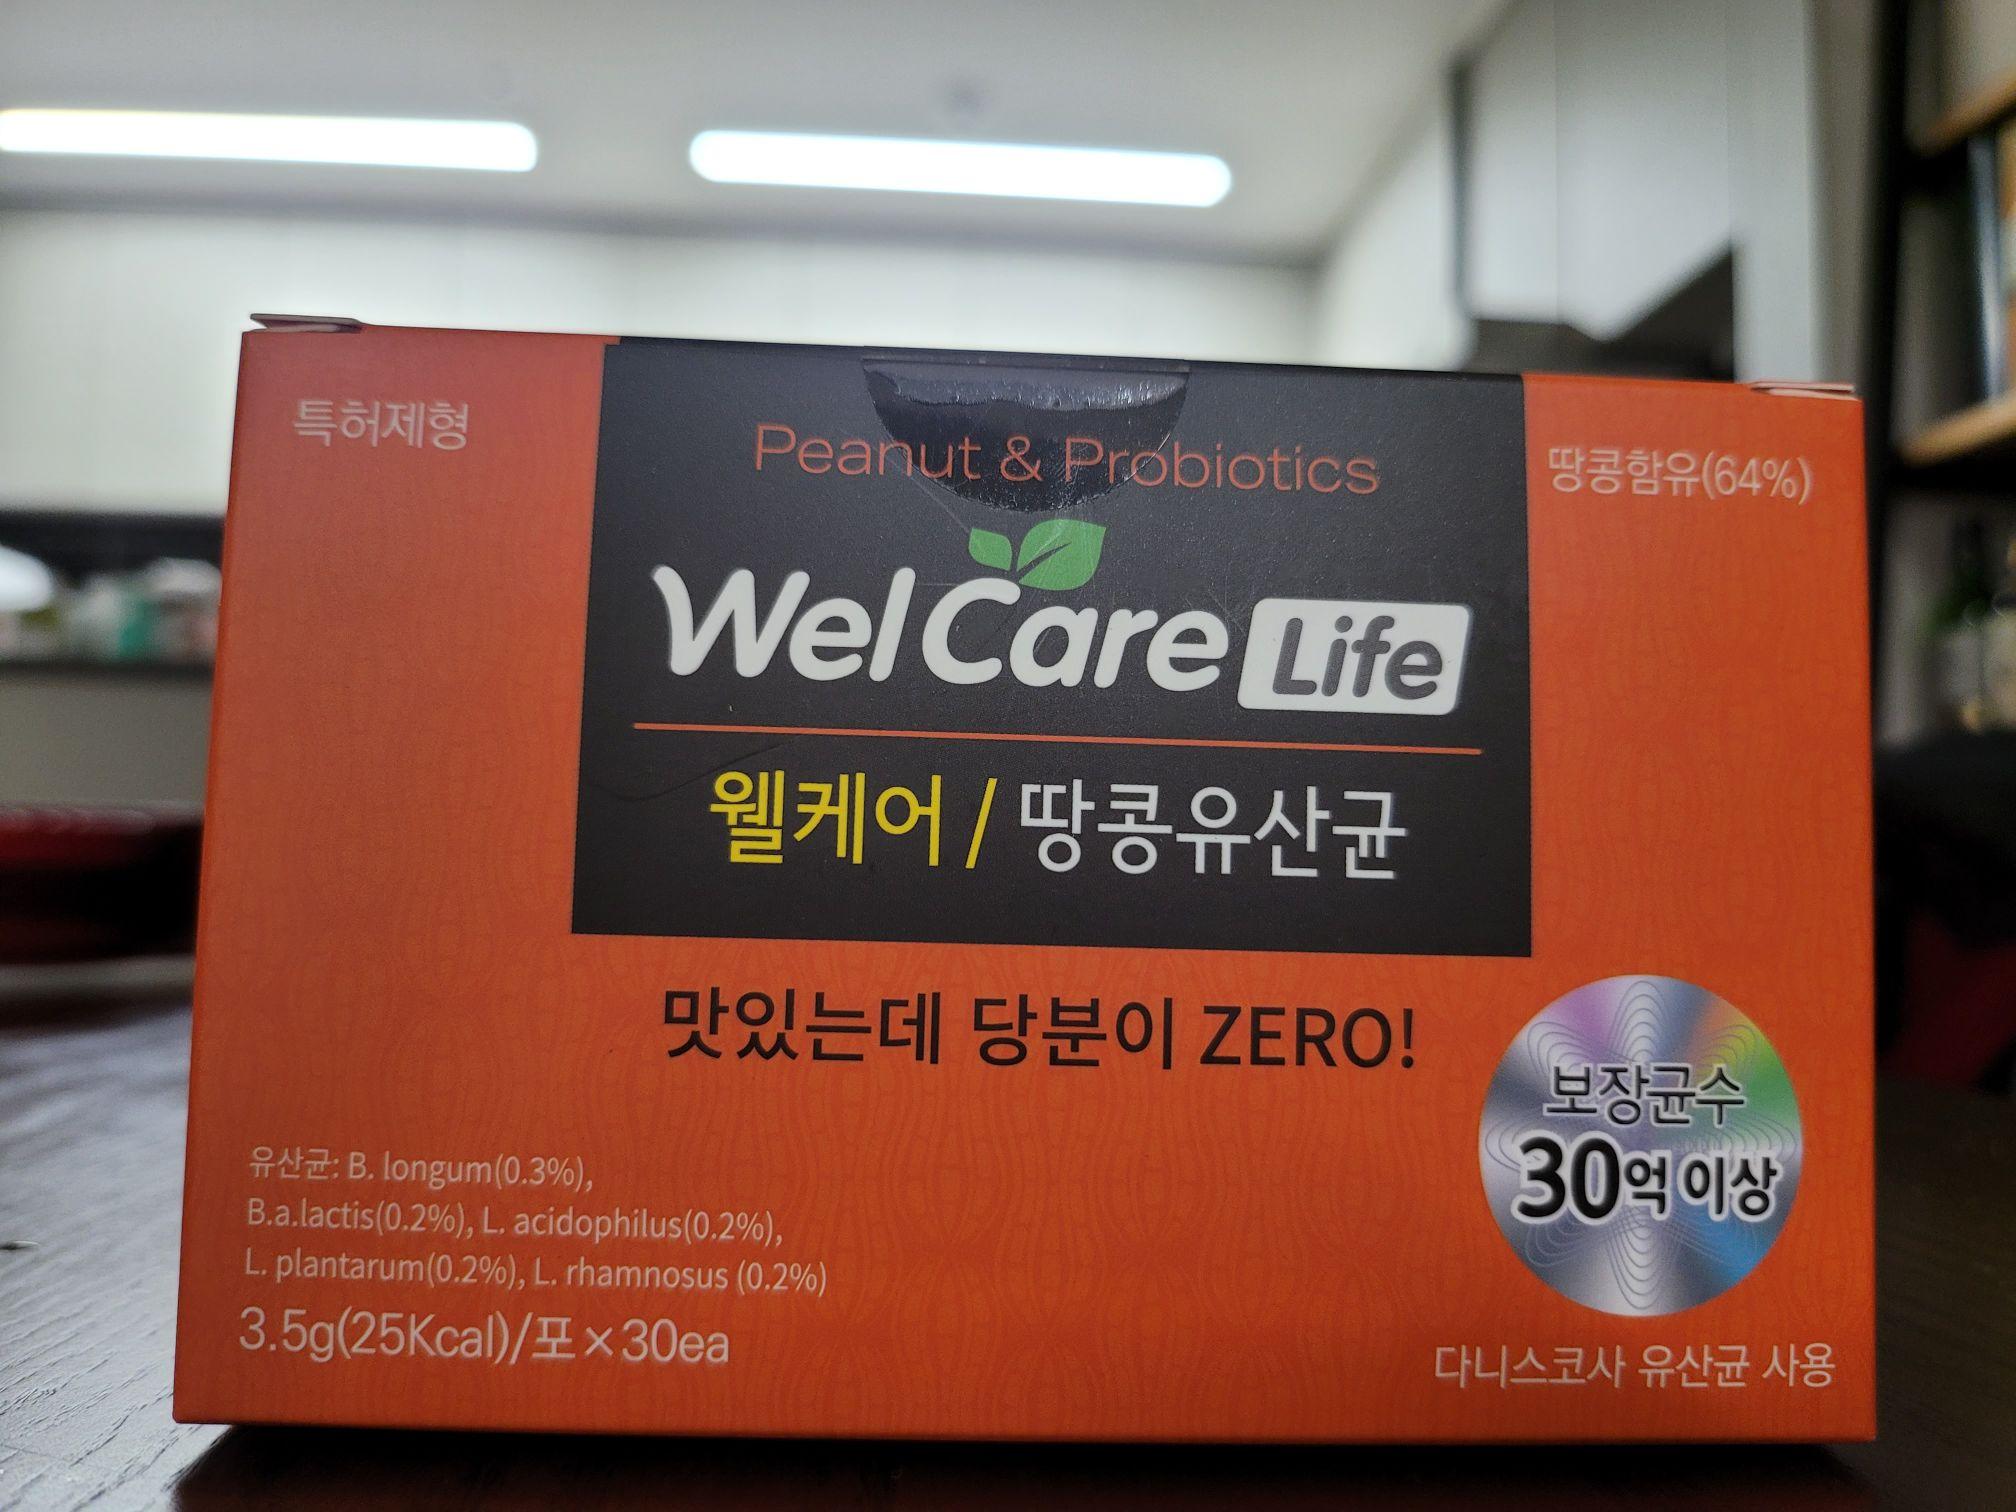 특허제형
Peanut & Probiotics
땅콩함유(64%)
WelCare Life
웰케어 / 땅콩유산균
맛있는데 당분이 ZERO!
보장균수
30억 이상
유산균: B. longum(0.3%),
B.a.lactis(0.2%), L. acidophilus(0.2%),
L. plantarum(0.2%), L. rhamnosus (0.2%)
3.5g(25Kcal)/포×30ea
다니스코사 유산균 사용